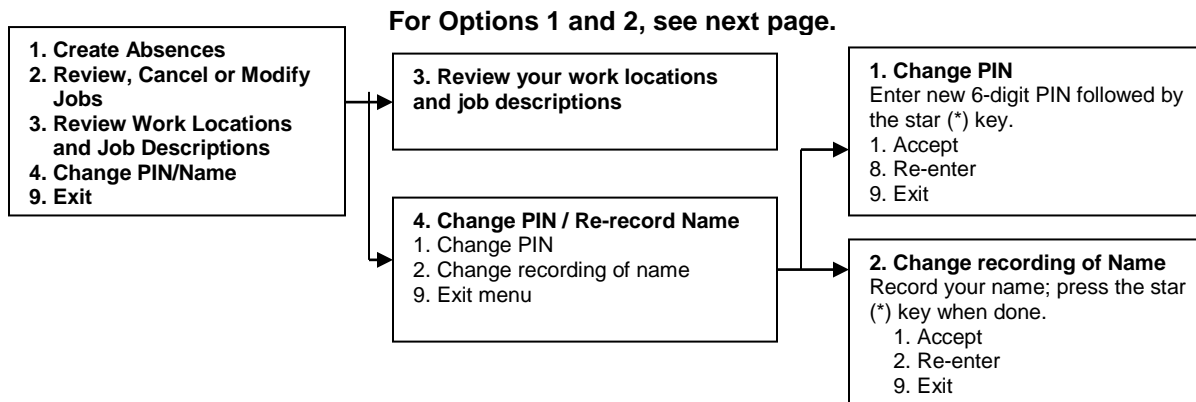 For Options 1 and 2, see next page.
1. Create Absences
2. Review, Cancel or Modify
Jobs
3. Review Work Locations
and Job Descriptions
4. Change PIN/Name
9. Exit
3. Review your work locations
and job descriptions
4. Change PIN / Re-record Name
1. Change PIN
2. Change recording of name
9. Exit menu
1. Change PIN
Enter new 6-digit PIN followed by
the star (*) key.
1. Accept
8. Re-enter
9. Exit
2. Change recording of Name
Record your name; press the star
(*) key when done.
1. Accept
2. Re-enter
9. Exit